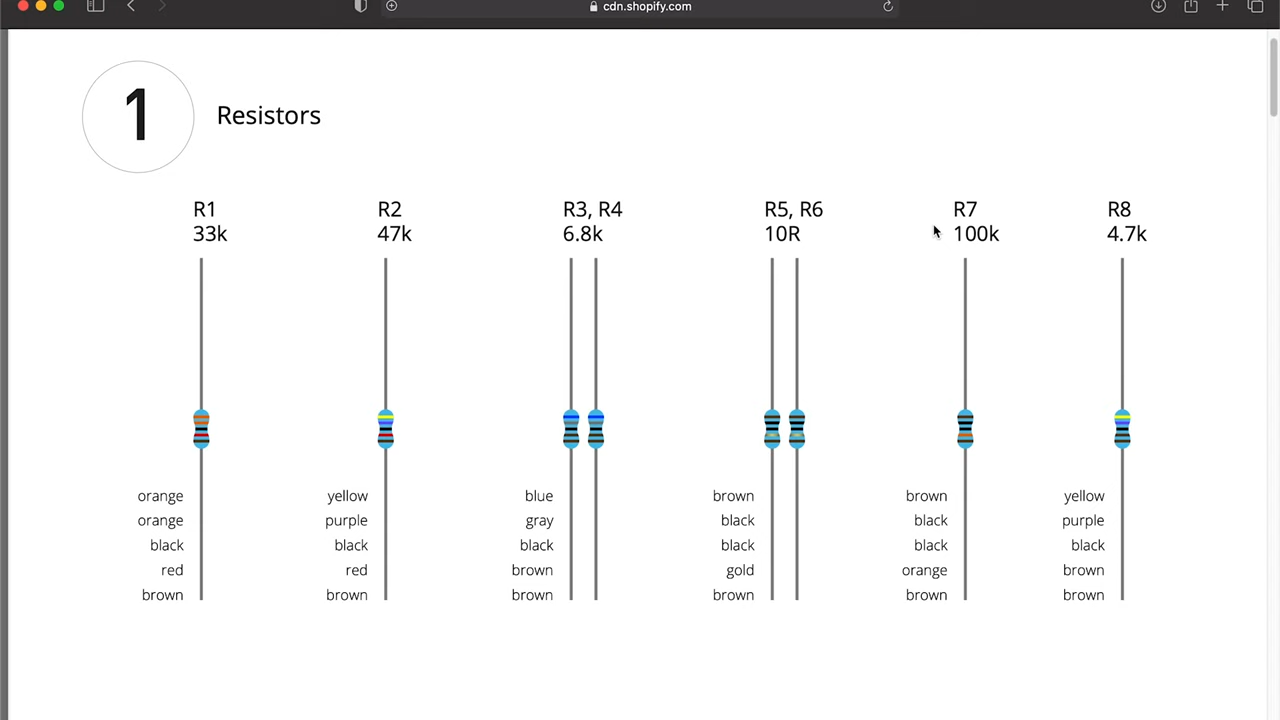 cdn.shopify.com
1
Resistors
R1
33k
R2
47k
R3, R4
6.8k
R5, R6
10R
R7
100k
R8
4.7k
orange
orange
black
red
brown
yellow
purple
black
red
brown
blue
gray
black
brown
brown
brown
black
black
gold
brown
brown
black
black
orange
brown
yellow
purple
black
brown
brown